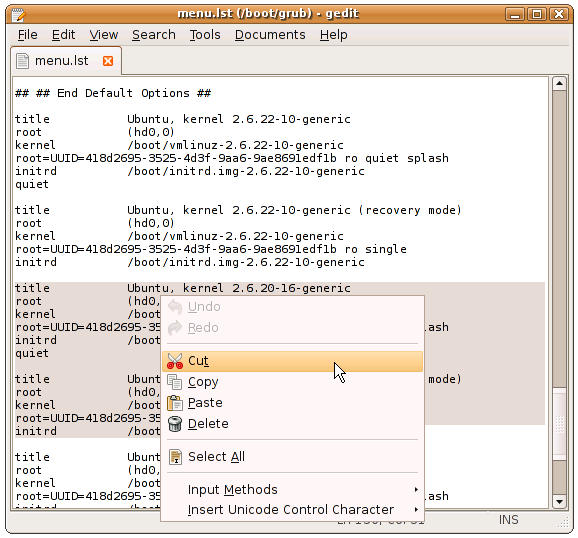 menu.lst (/boot/grub) - gedit
File Edit View Search Tools Documents Help
menu.lst
## ## End Default Options ##
title Ubuntu, kernel 2.6.22-10-generic
root (hd0,0)
kernel /boot/vmlinuz-2.6.22-10-generic
root=UUID=418d2695-3525-4d3f-9aa6-9ae8691edf1b ro quiet splash
initrd /boot/initrd.img-2.6.22-10-generic
quiet
title Ubuntu, kernel 2.6.22-10-generic (recovery mode)
root (hd0,0)
kernel /boot/vmlinuz-2.6.22-10-generic
root=UUID=418d2695-3525-4d3f-9aa6-9ae8691edf1b ro single
initrd /boot/initrd.img-2.6.22-10-generic
title Ubuntu, kernel 2.6.20-16-generic
root (hd0,
kernel /boot
root=UUID=418d2695-35 ash
initrd /boot
quiet
title Ubun mode)
root (hd0,
kernel /boot
root=UUID=418d2695-35
initrd /boot
title Ubun
root (hd0,
kernel /boot
root=UUID=418d2695-35 ash
Undo
Redo
Cut
Copy
Paste
Delete
Select All
Input Methods
Insert Unicode Control Character
INS